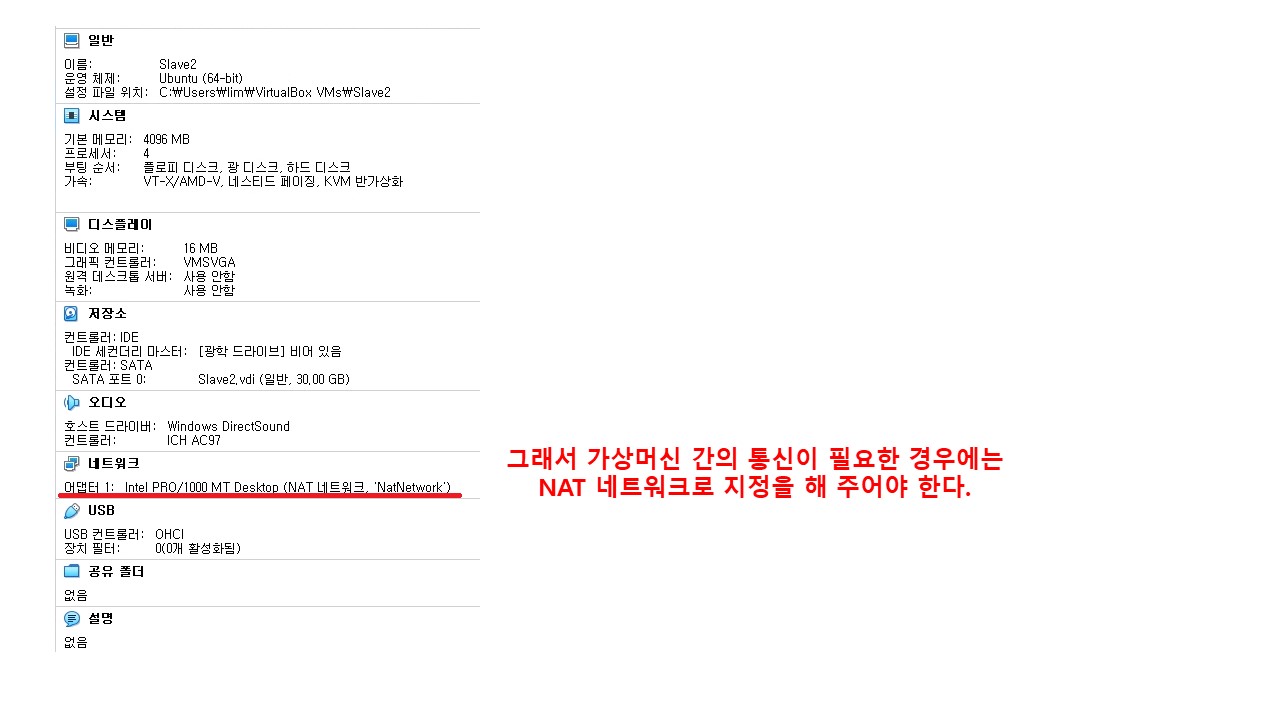 일반
이름: Slave2
운영 체제: Ubuntu (64-bit)
설정 파일 위치: C:₩Users₩lim₩VirtualBox VMs₩Slave2
시스템
기본 메모리: 4096 MB
프로세서: 4
부팅 순서: 플로피 디스크, 광 디스크, 하드 디스크
가속: VT-X/AMD-V, 네스티드 페이징, KVM 반가상화
디스플레이
비디오 메모리: 16 MB
그래픽 컨트롤러: VMSVGA
원격 데스크톱 서버: 사용 안함
녹화: 사용 안함
저장소
컨트롤러: IDE
IDE 세컨더리 마스터: [광학 드라이브] 비어 있음
컨트롤러: SATA
SATA 포트 0: Slave2.vdi (일반, 30.00 GB)
오디오
호스트 드라이버: Windows DirectSound
컨트롤러: ICH AC97
네트워크
어댑터 1: Intel PRO/1000 MT Desktop (NAT 네트워크, 'NatNetwork')
그래서 가상머신 간의 통신이 필요한 경우에는
NAT 네트워크로 지정을 해 주어야 한다.
USB
USB 컨트롤러: OHCI
장치 필터: 0(0개 활성화됨)
공유 폴더
없음
설명
없음